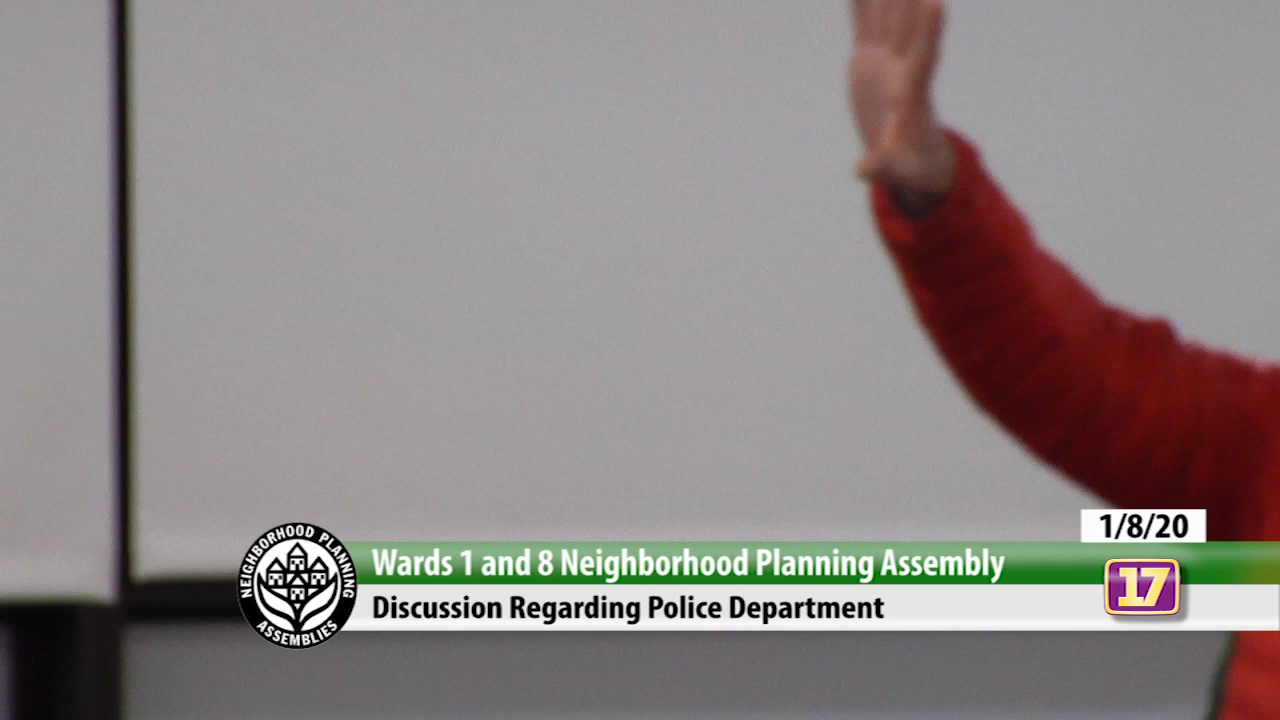 1/8/20
Wards 1 and 8 Neighborhood Planning Assembly
17
Discussion Regarding Police Department
NEIGHBORHOOD PLANNING
ASSEMBLIES